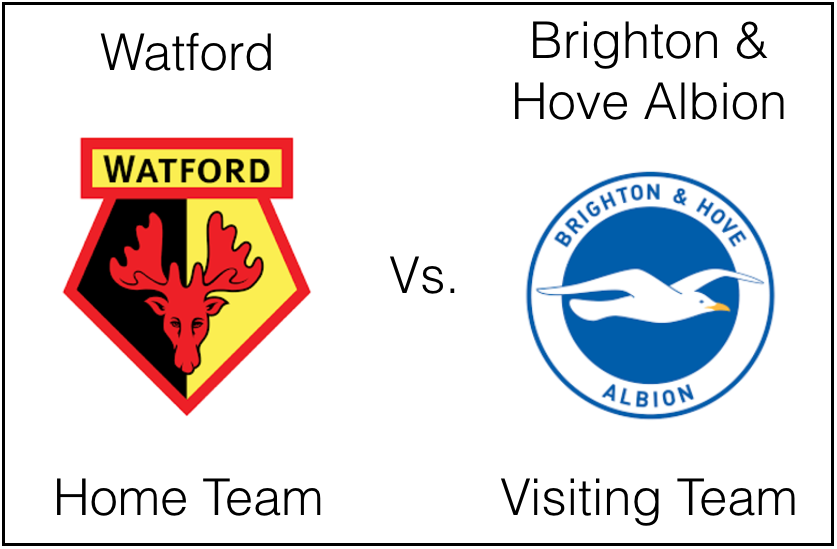 Watford
Brighton &
Hove Albion
WATFORD
BRIGHTON & HOVE
ALBION
Vs.
Home Team
Visiting Team